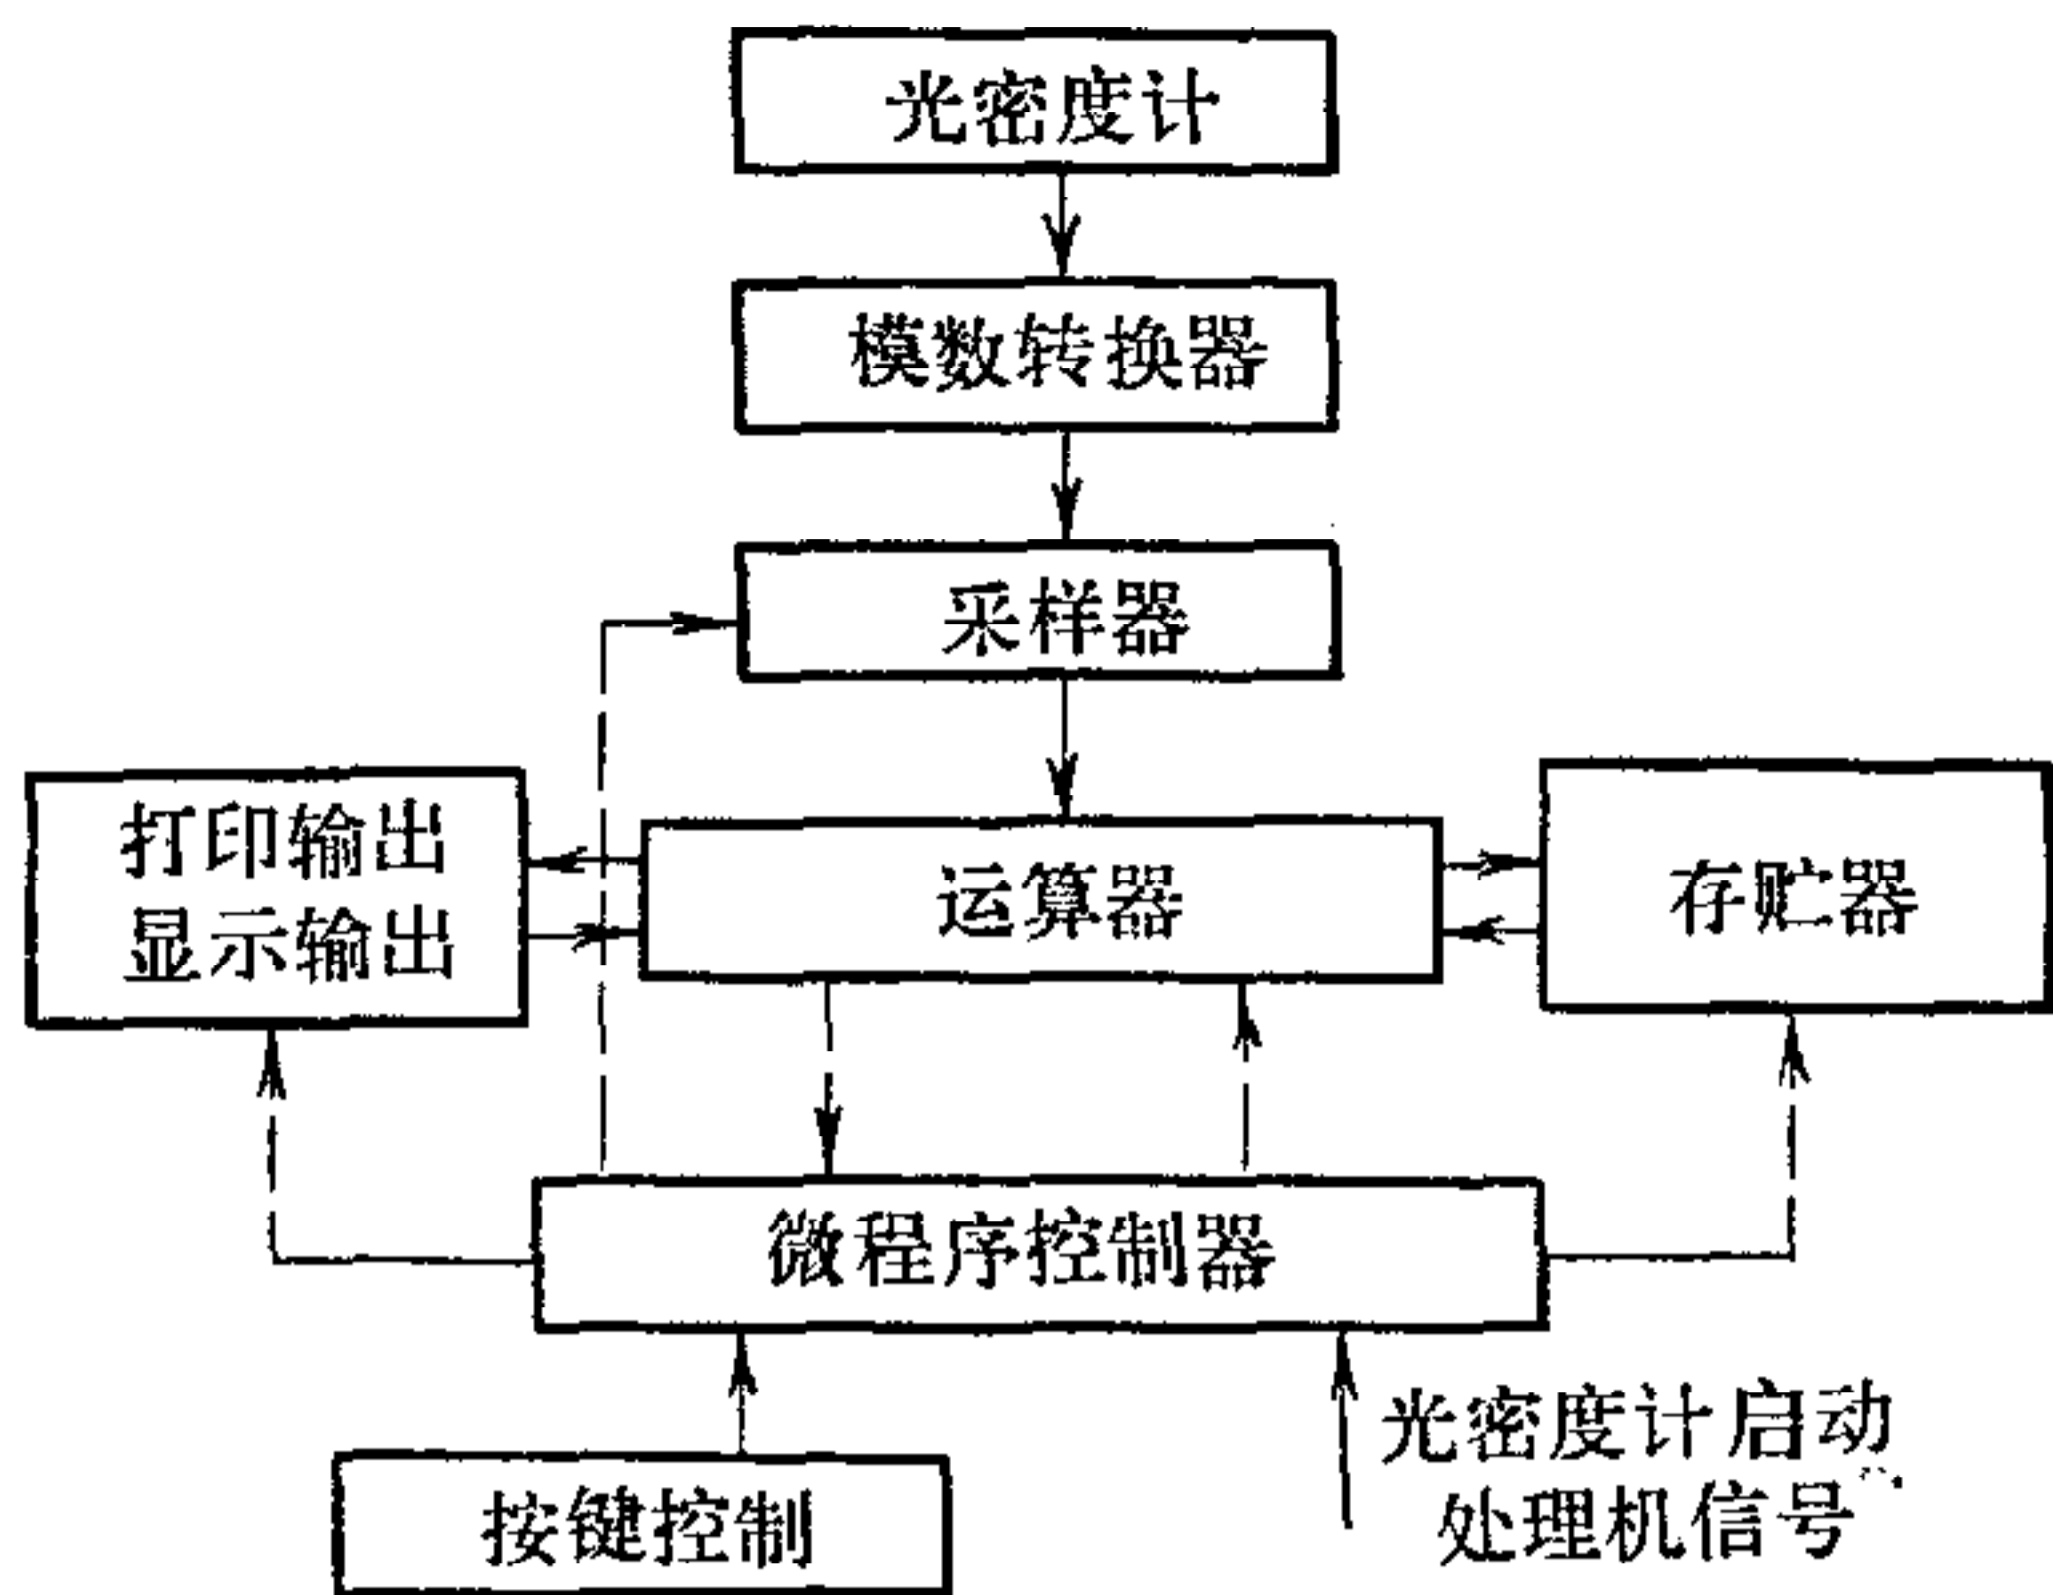 光密度计
模数转换器
采样器
打印输出
显示输出
运算器
存贮器
微程序控制器
光密度计启动
处理机信号
按键控制